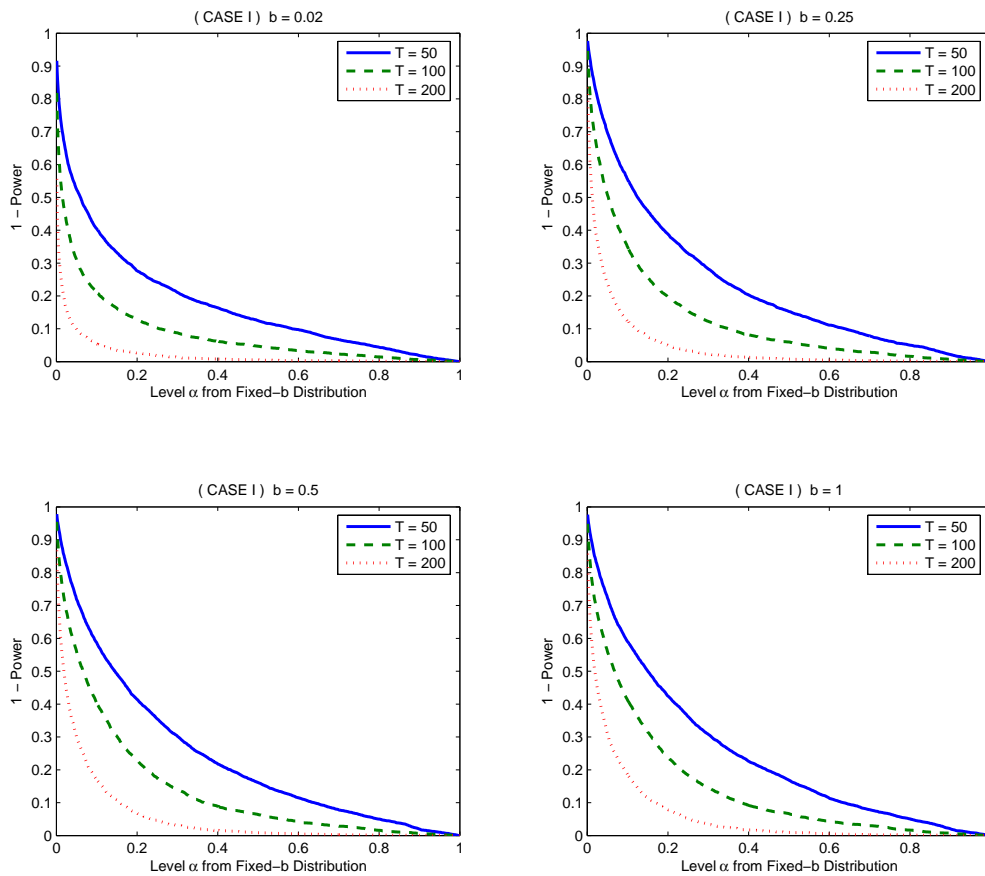 ( CASE I )  b = 0.02
1
0.9
0.8
0.7
0.6
0.5
0.4
0.3
0.2
0.1
0
1 − Power
0
0.2
0.4
0.6
0.8
1
Level α from Fixed−b Distribution
T = 50
T = 100
T = 200
( CASE I )  b = 0.25
1
0.9
0.8
0.7
0.6
0.5
0.4
0.3
0.2
0.1
0
1 − Power
0
0.2
0.4
0.6
0.8
Level α from Fixed−b Distribution
T = 50
T = 100
T = 200
( CASE I )  b = 0.5
1
0.9
0.8
0.7
0.6
0.5
0.4
0.3
0.2
0.1
0
1 − Power
0
0.2
0.4
0.6
0.8
1
Level α from Fixed−b Distribution
T = 50
T = 100
T = 200
( CASE I )  b = 1
1
0.9
0.8
0.7
0.6
0.5
0.4
0.3
0.2
0.1
0
1 − Power
0
0.2
0.4
0.6
0.8
Level α from Fixed−b Distribution
T = 50
T = 100
T = 200